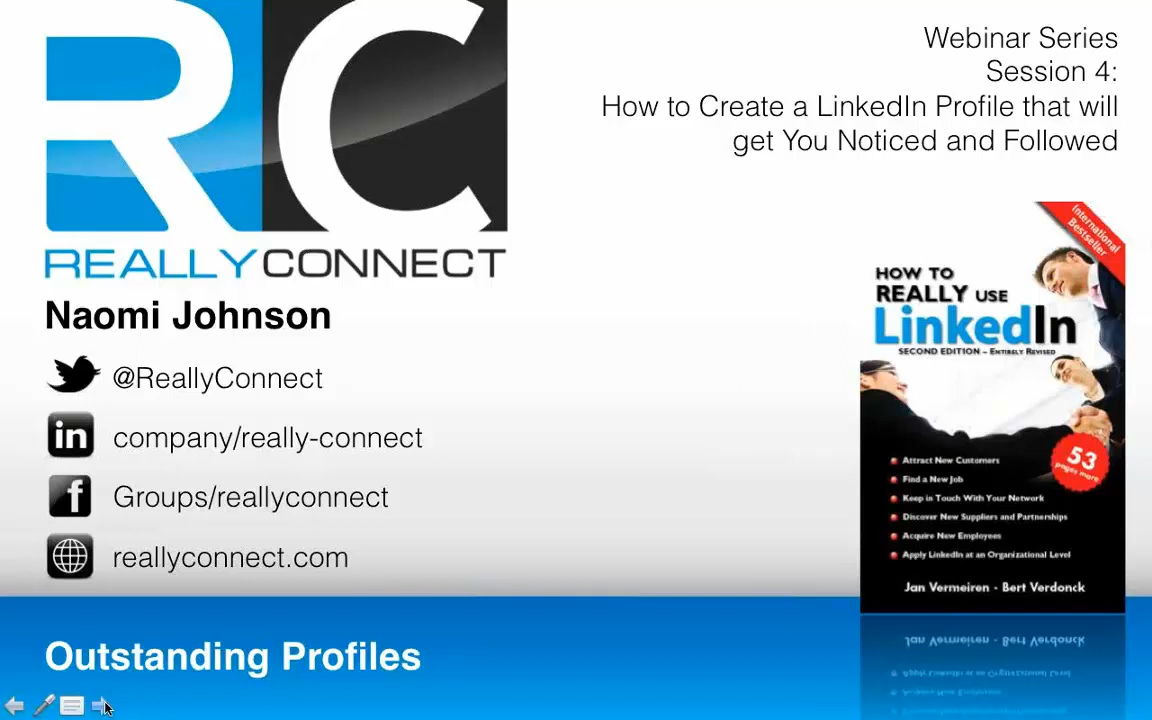 RC
REALLYCONNECT
Naomi Johnson
@ReallyConnect
in
company/really-connect
f
Groups/reallyconnect
reallyconnect.com
Outstanding Profiles
Webinar Series
Session 4:
How to Create a LinkedIn Profile that will
get You Noticed and Followed
International
Bestseller
HOW TO
REALLY USE
LinkedIn
SECOND EDITION – ENTIRELY REVISED
53
pages more
Attract New Customers
Find a New Job
Keep in Touch With Your Network
Discover New Suppliers and Partnerships
Acquire New Employees
Apply LinkedIn at an Organizational Level
Jan Vermeiren - Bert Verdonck